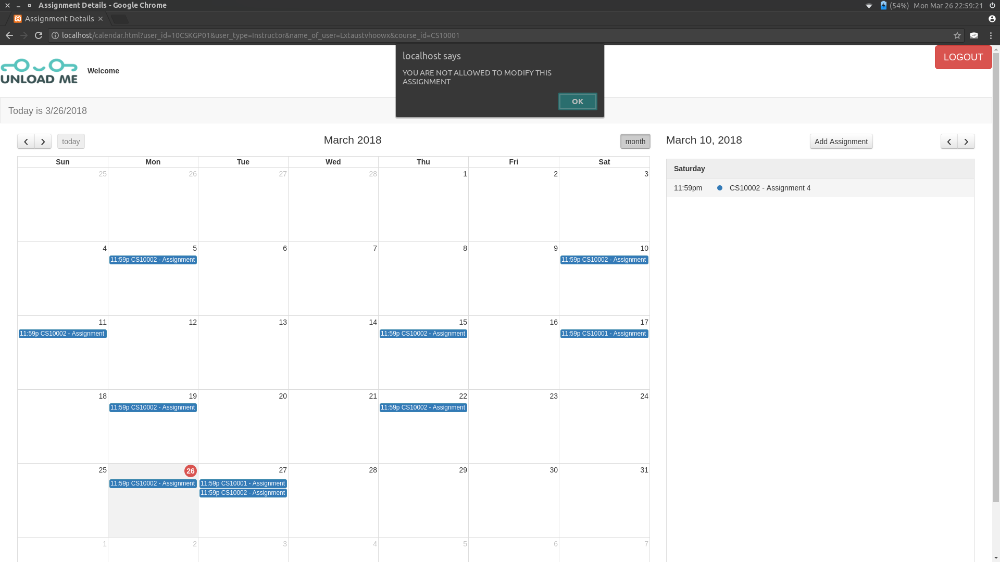 Assignment Details - Google Chrome
(54%) Mon Mar 26 22:59:21
Assignment Details
localhost/calendar.html?user_id=10CSKGP01&user_type=Instructor&name_of_user=Lxtaustvhoowx&course_id=CS10001
localhost says
YOU ARE NOT ALLOWED TO MODIFY THIS
ASSIGNMENT
OK
LOGOUT
UNLOAD ME
Welcome
Today is 3/26/2018
today
March 2018
month
Sun Mon Tue Wed Thu Fri Sat
25 26 27 28 1 2 3
4 5 6 7 8 9 10
11:59p CS10002 - Assignment
11:59p CS10002 - Assignment
11 12 13 14 15 16 17
11:59p CS10002 - Assignment
11:59p CS10002 - Assignment
11:59p CS10001 - Assignment
18 19 20 21 22 23 24
11:59p CS10002 - Assignment
11:59p CS10002 - Assignment
25 26 27 28 29 30 31
11:59p CS10002 - Assignment
11:59p CS10001 - Assignment
11:59p CS10002 - Assignment
1 2 3 4 5 6 7
March 10, 2018
Add Assignment
Saturday
11:59pm CS10002 - Assignment 4